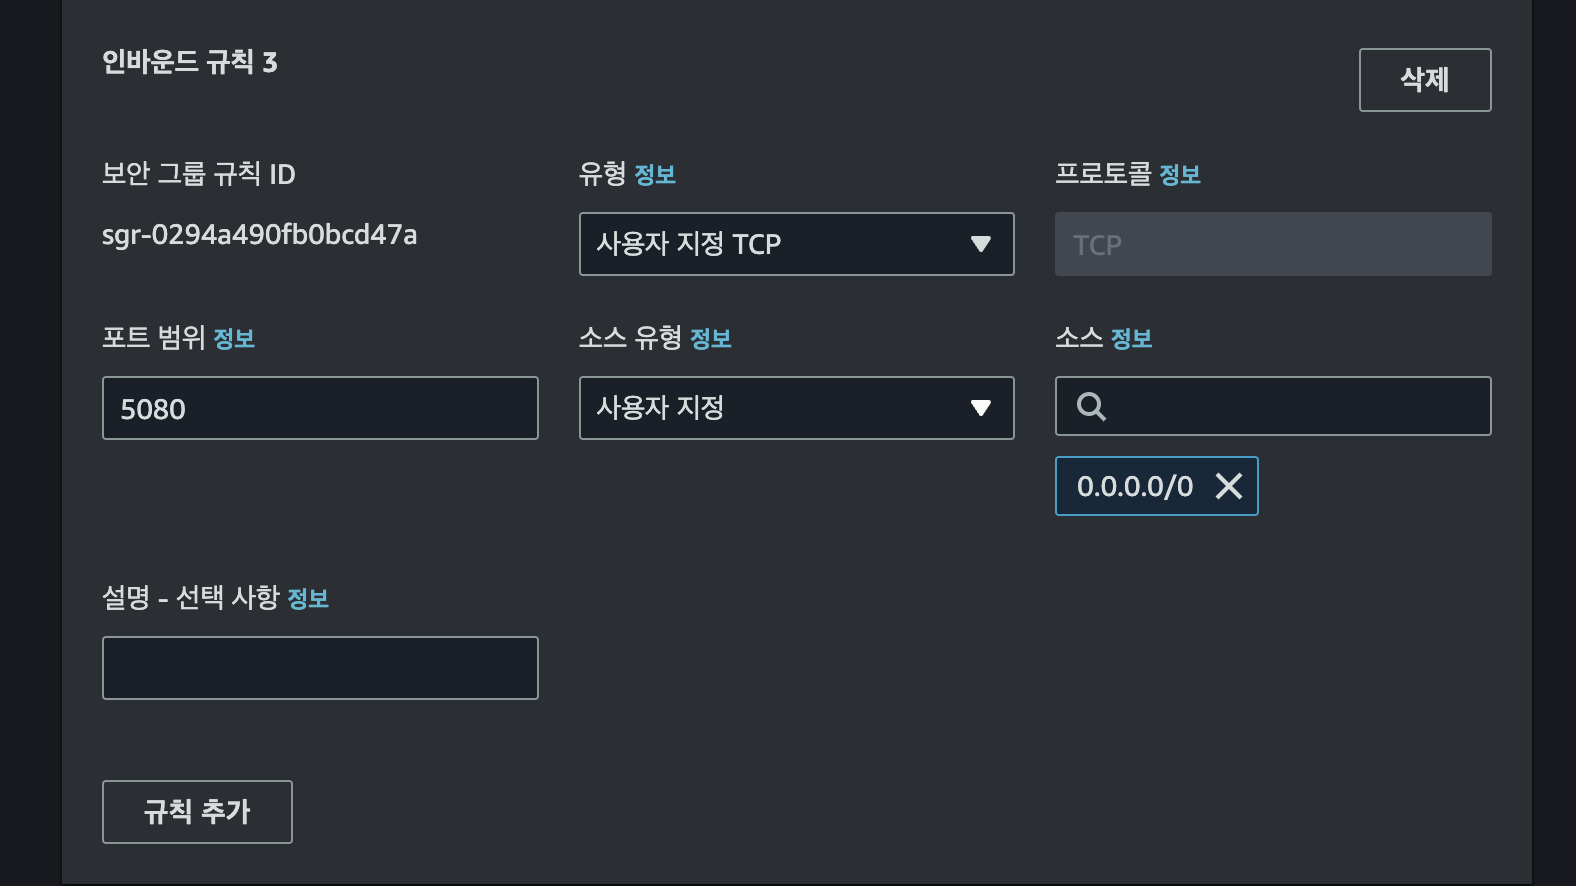 인바운드 규칙 3
삭제
보안 그룹 규칙 ID
sgr-0294a490fb0bcd47a
유형 정보
사용자 지정 TCP
프로토콜 정보
TCP
포트 범위 정보
5080
소스 유형 정보
사용자 지정
소스 정보
0.0.0.0/0
설명 - 선택 사항 정보
규칙 추가